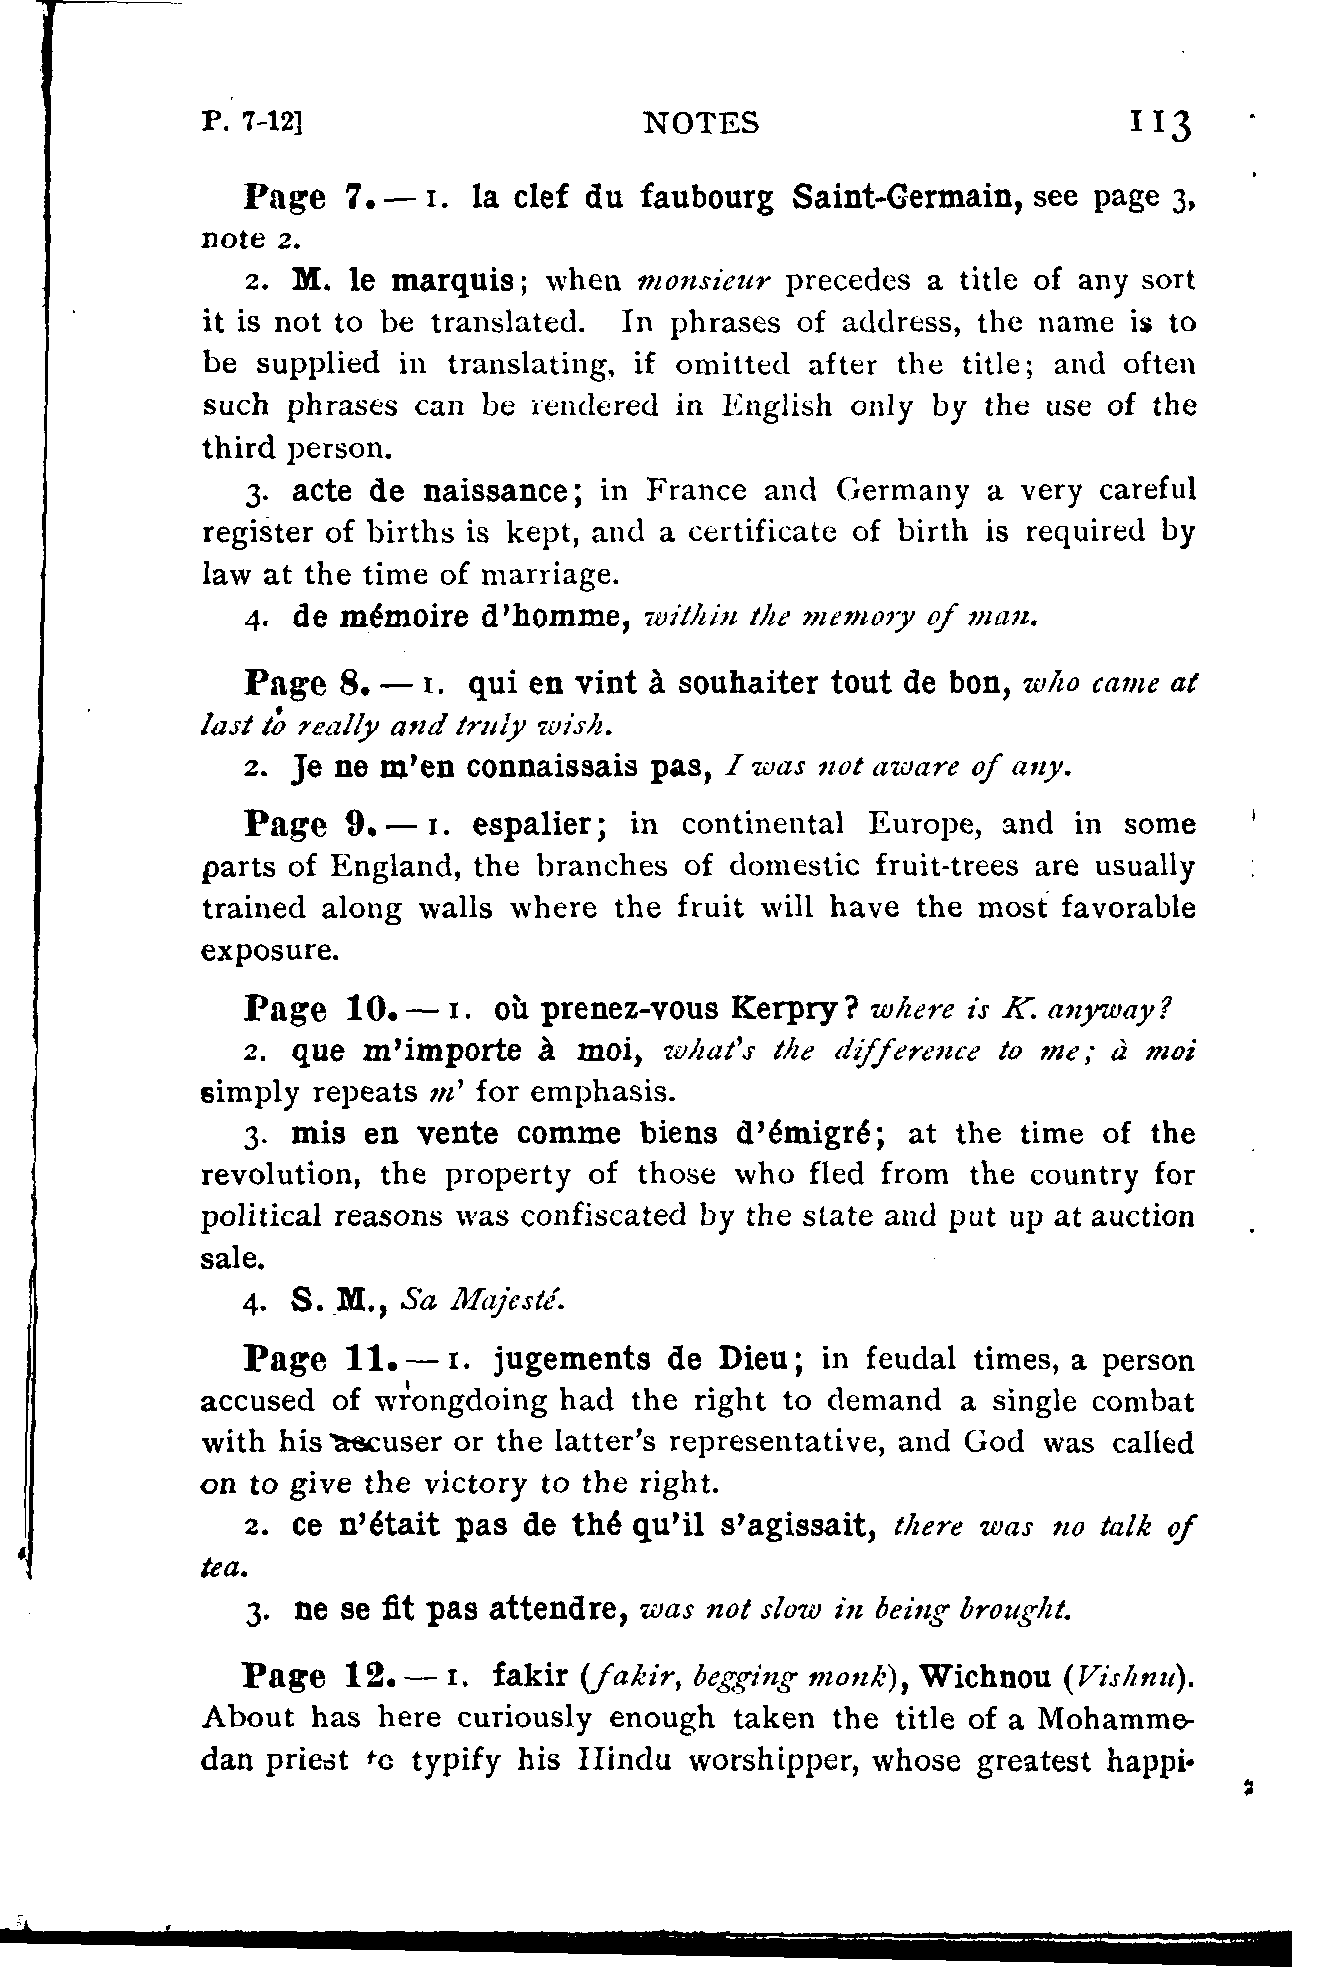 P. 7-12] NOTES 113
Page 7. — 1. la clef du faubourg Saint-Germain, see page 3,
note 2.
2. M. le marquis; when monsieur precedes a title of any sort
it is not to be translated. In phrases of address, the name is to
be supplied in translating, if omitted after the title; and often
such phrases can be rendered in English only by the use of the
third person.
3. acte de naissance; in France and Germany a very careful
register of births is kept, and a certificate of birth is required by
law at the time of marriage.
4. de mémoire d'homme, within the memory of man.
Page 8. — 1. qui en vint à souhaiter tout de bon, who came at
last to really and truly wish.
2. Je ne m'en connaissais pas, I was not aware of any.
Page 9. — 1. espalier; in continental Europe, and in some
parts of England, the branches of domestic fruit-trees are usually
trained along walls where the fruit will have the most favorable
exposure.
Page 10. — 1. où prenez-vous Kerpry? where is K. anyway?
2. que m'importe à moi, what's the difference to me; à moi
simply repeats m' for emphasis.
3. mis en vente comme biens d'émigré; at the time of the
revolution, the property of those who fled from the country for
political reasons was confiscated by the state and put up at auction
sale.
4. S. M., Sa Majesté.
Page 11. — 1. jugements de Dieu; in feudal times, a person
accused of wrongdoing had the right to demand a single combat
with his accuser or the latter's representative, and God was called
on to give the victory to the right.
2. ce n'était pas de thé qu'il s'agissait, there was no talk of
tea.
3. ne se fit pas attendre, was not slow in being brought.
Page 12. — 1. fakir (fakir, begging monk), Wichnou (Vishnu).
About has here curiously enough taken the title of a Mohamme-
dan priest to typify his Hindu worshipper, whose greatest happi-